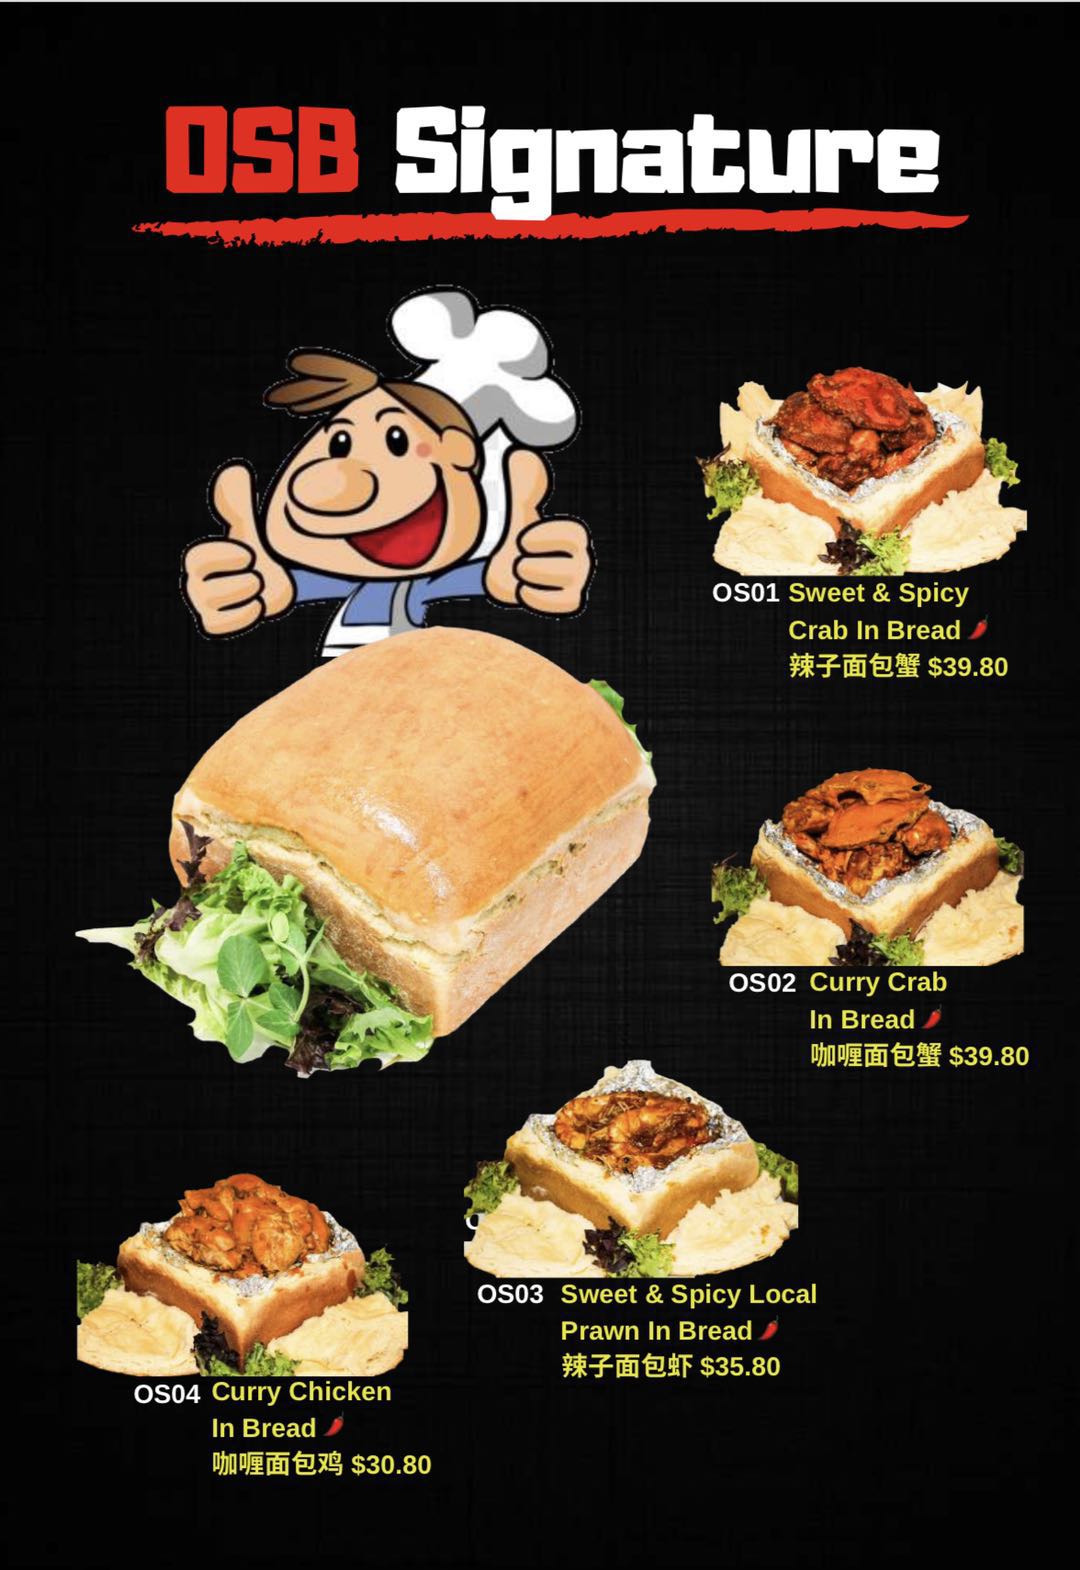 OSB Signature
OS01 Sweet & Spicy
Crab In Bread
辣子面包蟹 $39.80
OS02 Curry Crab
In Bread
咖喱面包蟹 $39.80
OS03 Sweet & Spicy Local
Prawn In Bread
辣子面包虾 $35.80
OS04 Curry Chicken
In Bread
咖喱面包鸡 $30.80